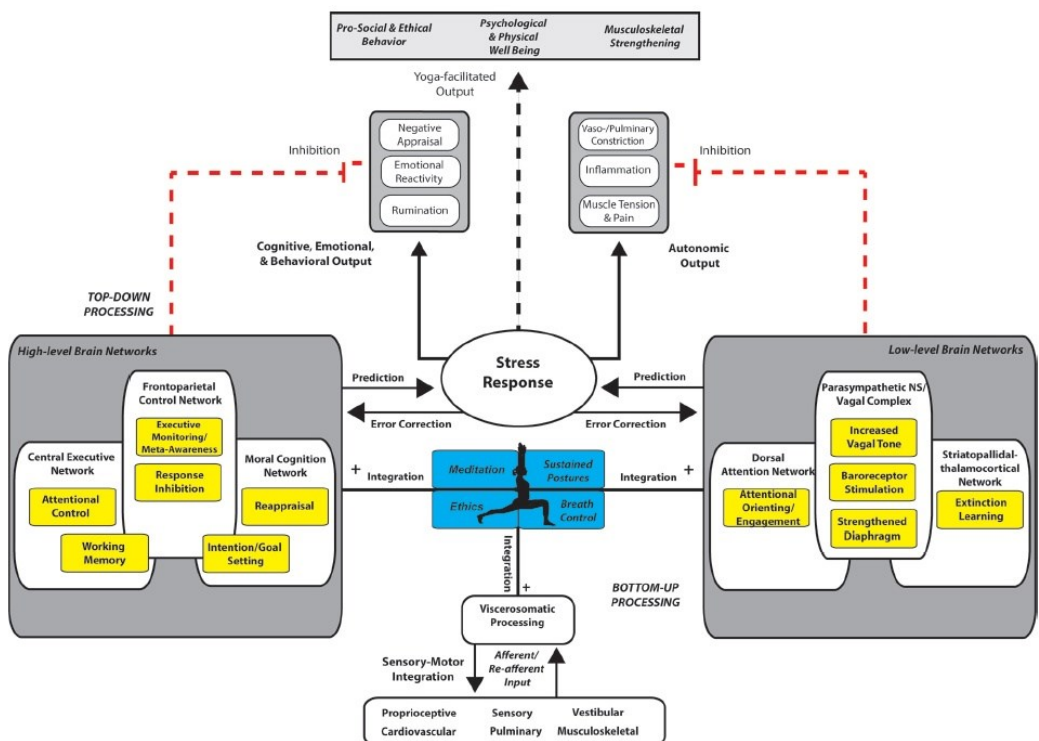 Pro-Social & Ethical
Behavior
Psychological
& Physical
Well Being
Musculoskeletal
Strengthening
Yoga-facilitated
Output
Negative
Appraisal
Emotional
Reactivity
Rumination
Vaso-/Pulminary
Constriction
Inflammation
Muscle Tension
& Pain
Inhibition
Inhibition
Cognitive, Emotional,
& Behavioral Output
Autonomic
Output
TOP-DOWN
PROCESSING
High-level Brain Networks
Frontoparietal
Control Network
Executive
Monitoring/
Meta-Awareness
Response
Inhibition
Central Executive
Network
Attentional
Control
Working
Memory
Moral Cognition
Network
Reappraisal
Intention/Goal
Setting
Stress
Response
Prediction
Error Correction
+
Integration
Prediction
Error Correction
+
Integration
Meditation
Sustained
Postures
Ethics
Breath
Control
Low-level Brain Networks
Parasympathetic NS/
Vagal Complex
Increased
Vagal Tone
Baroreceptor
Stimulation
Strengthened
Diaphragm
Dorsal
Attention Network
Attentional
Orienting/
Engagement
Striatopallidal-
thalamocortical
Network
Extinction
Learning
Integration
+
BOTTOM-UP
PROCESSING
Viscerosomatic
Processing
Sensory-Motor
Integration
Afferent/
Re-afferent
Input
Proprioceptive Sensory Vestibular
Cardiovascular Pulmonary Musculoskeletal